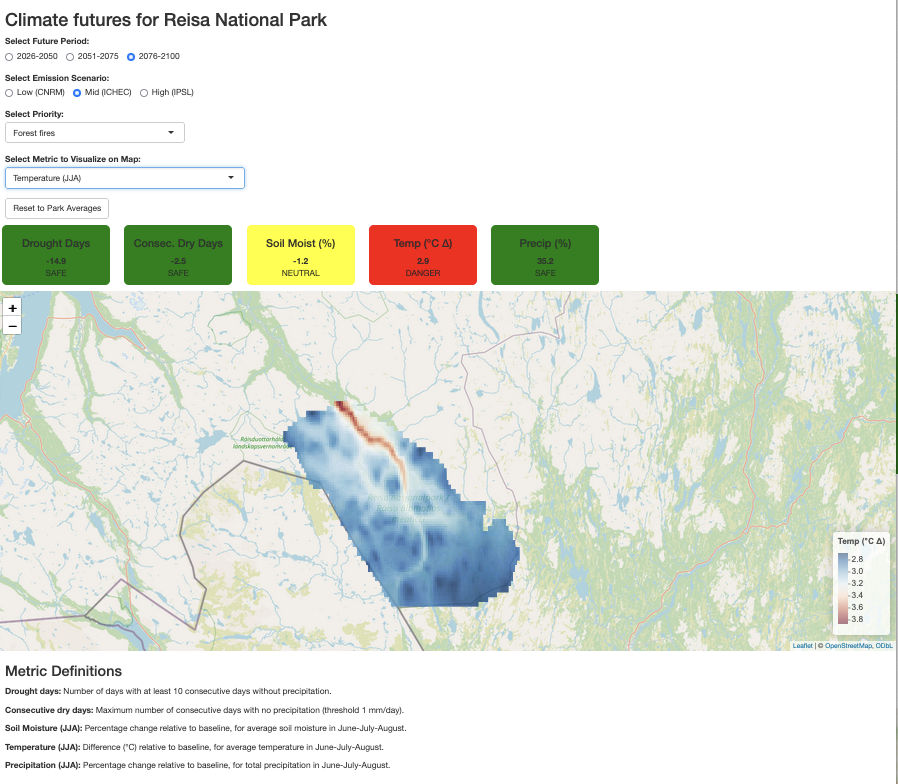 Climate futures for Reisa National Park
Select Future Period:
2026-2050 2051-2075 2076-2100
Select Emission Scenario:
Low (CNRM) Mid (ICHEC) High (IPSL)
Select Priority:
Forest fires
Select Metric to Visualize on Map:
Temperature (JJA)
Reset to Park Averages
Drought Days Consec. Dry Days Soil Moist (%) Temp (°C Δ) Precip (%)
-14.9 -2.5 -1.2 2.9 35.2
SAFE SAFE NEUTRAL DANGER SAFE
+
−
Temp (°C Δ)
2.8
3.0
3.2
3.4
3.6
3.8
Leaflet | © OpenStreetMap, ODbL
Metric Definitions
Drought days: Number of days with at least 10 consecutive days without precipitation.
Consecutive dry days: Maximum number of consecutive days with no precipitation (threshold 1 mm/day).
Soil Moisture (JJA): Percentage change relative to baseline, for average soil moisture in June-July-August.
Temperature (JJA): Difference (°C) relative to baseline, for average temperature in June-July-August.
Precipitation (JJA): Percentage change relative to baseline, for total precipitation in June-July-August.